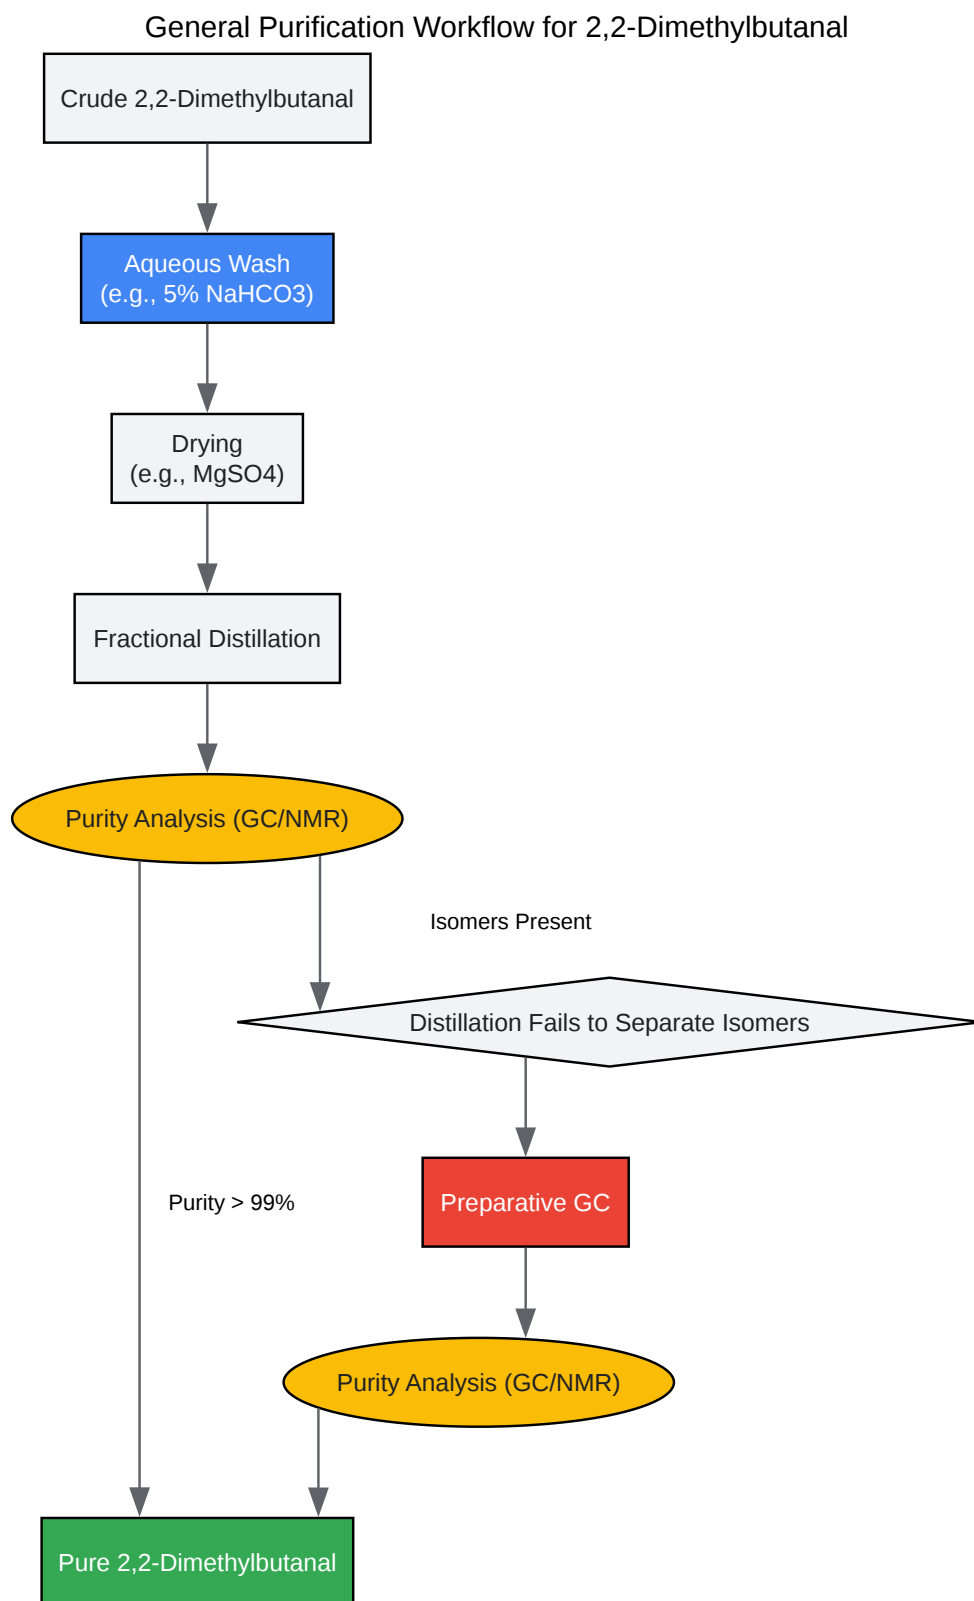 General Purification Workflow for 2,2-Dimethylbutanal
Crude 2,2-Dimethylbutanal
Aqueous Wash
(e.g., 5% NaHCO3)
Drying
(e.g., MgSO4)
Fractional Distillation
Purity Analysis (GC/NMR)
Isomers Present
Distillation Fails to Separate Isomers
Purity > 99%
Preparative GC
Purity Analysis (GC/NMR)
Pure 2,2-Dimethylbutanal